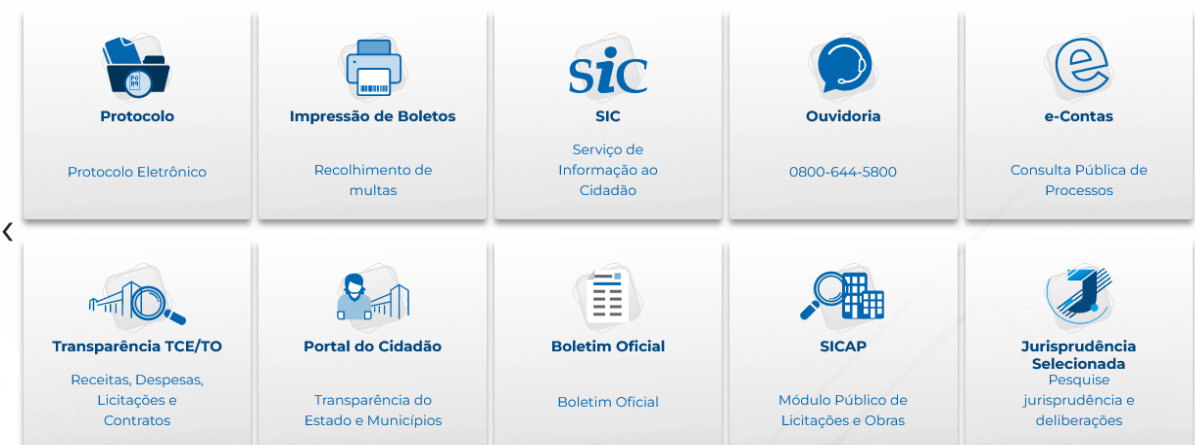 Protocolo
Protocolo Eletrônico
Impressão de Boletos
Recolhimento de
multas
SiC
SIC
Serviço de
Informação ao
Cidadão
Ouvidoria
0800-644-5800
e
e-Contas
Consulta Pública de
Processos
Transparência TCE/TO
Receitas, Despesas,
Licitações e
Contratos
Portal do Cidadão
Transparência do
Estado e Municípios
Boletim Oficial
Boletim Oficial
SICAP
Módulo Público de
Licitações e Obras
J
Jurisprudência
Selecionada
Pesquise
jurisprudência e
deliberações